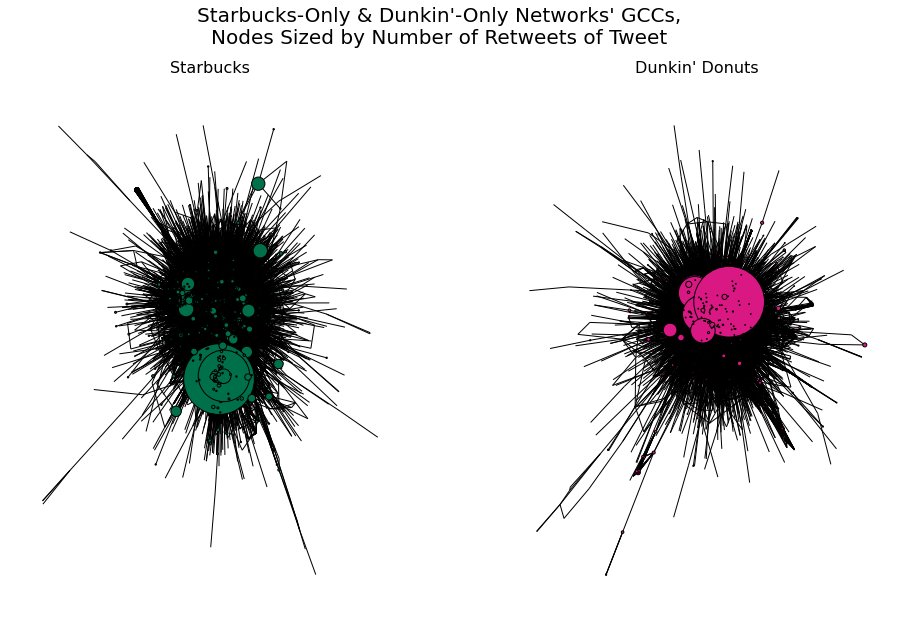 Starbucks-Only & Dunkin'-Only Networks' GCCs,
Nodes Sized by Number of Retweets of Tweet
Starbucks
Dunkin' Donuts